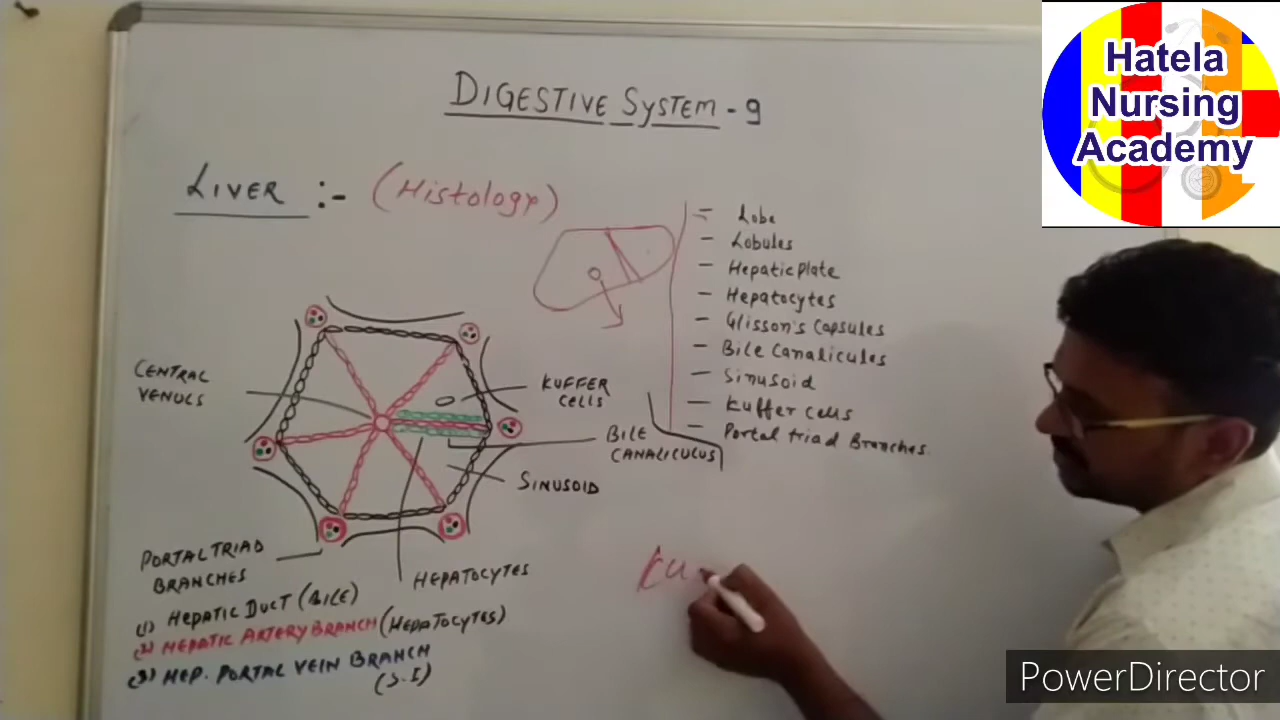 DIGESTIVE SYSTEM - 9
LIVER :- (Histology)
- Lobe
- Lobules
- Hepatic plate
- Hepatocytes
- Glisson's Capsules
- Bile Canalicules
- Sinusoid
- Kuffer cells
- Portal triad Branches.
CENTRAL
VENULS
KUFFER
CELLS
BILE
CANALICULUS
SINUSOID
HEPATOCYTES
PORTAL TRIAD
BRANCHES
(1) HEPATIC DUCT (BILE)
(2) HEPATIC ARTERY BRANCH (HEPATOCYTES)
(3) HEP. PORTAL VEIN BRANCH
(S.I)
Ku
Hatela
Nursing
Academy
PowerDirector